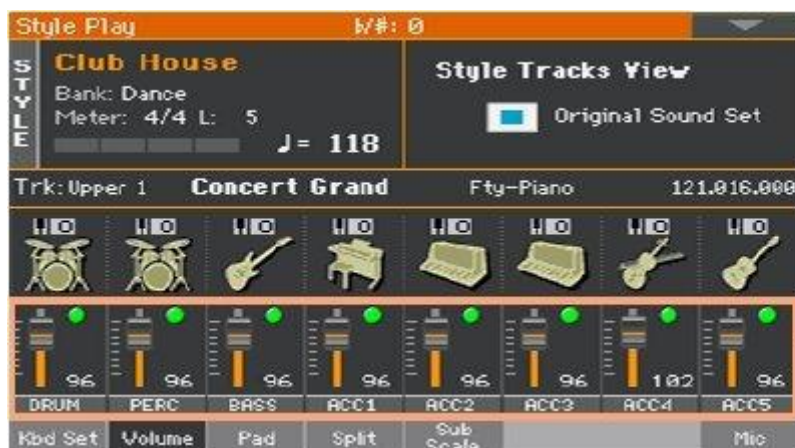 Style Play ♭/#: 0
STYLE
Club House
Bank: Dance
Meter: 4/4 L: 5
♩= 118
Style Tracks View
Original Sound Set
Trk: Upper 1 Concert Grand Fty-Piano 121.016.000
96 96 96 96 96 96 102 96
DRUM PERC BASS ACC1 ACC2 ACC3 ACC4 ACC5
Kbd Set Volume Pad Split Sub Scale Mic